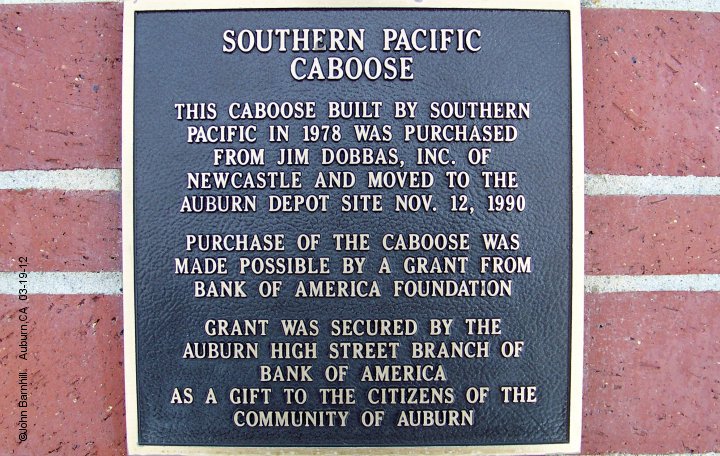 SOUTHERN PACIFIC
CABOOSE
THIS CABOOSE BUILT BY SOUTHERN
PACIFIC IN 1978 WAS PURCHASED
FROM JIM DOBBAS, INC. OF
NEWCASTLE AND MOVED TO THE
AUBURN DEPOT SITE NOV. 12, 1990
PURCHASE OF THE CABOOSE WAS
MADE POSSIBLE BY A GRANT FROM
BANK OF AMERICA FOUNDATION
GRANT WAS SECURED BY THE
AUBURN HIGH STREET BRANCH OF
BANK OF AMERICA
AS A GIFT TO THE CITIZENS OF THE
COMMUNITY OF AUBURN
©John Barnhill. Auburn,CA 03-19-12